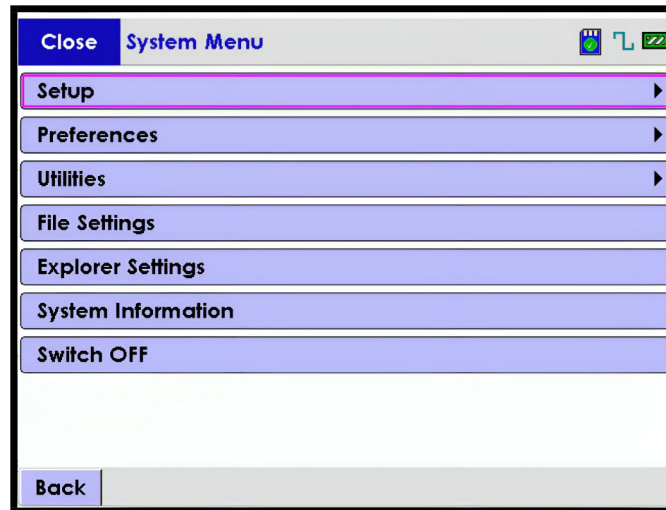 Close System Menu
Setup
Preferences
Utilities
File Settings
Explorer Settings
System Information
Switch OFF
Back